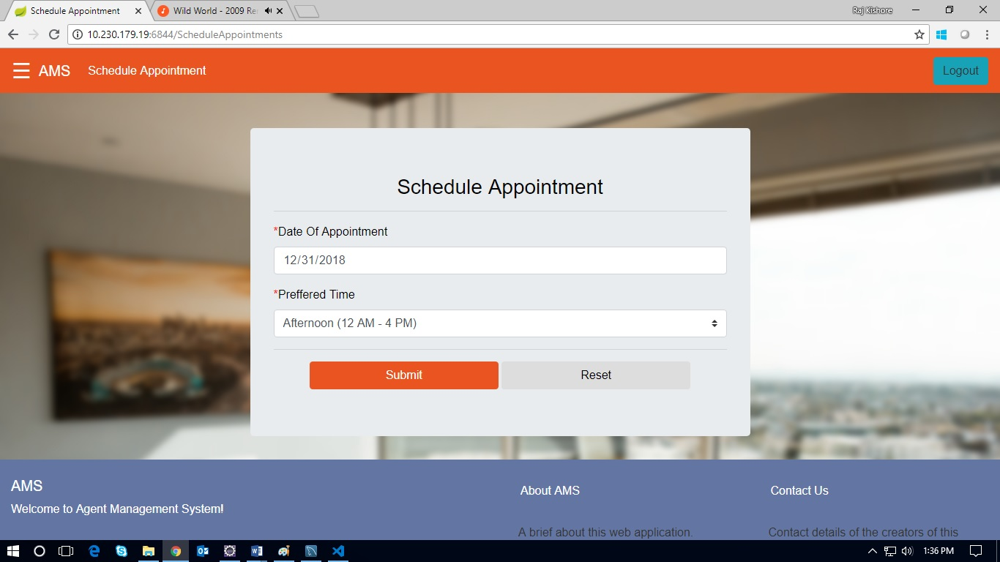 Schedule Appointment
Wild World - 2009 Re
Raj Kishore
10.230.179.19:6844/ScheduleAppointments
AMS
Schedule Appointment
Logout
Schedule Appointment
*Date Of Appointment
12/31/2018
*Preffered Time
Afternoon (12 AM - 4 PM)
Submit
Reset
AMS
Welcome to Agent Management System!
About AMS
A brief about this web application.
Contact Us
Contact details of the creators of this
1:36 PM